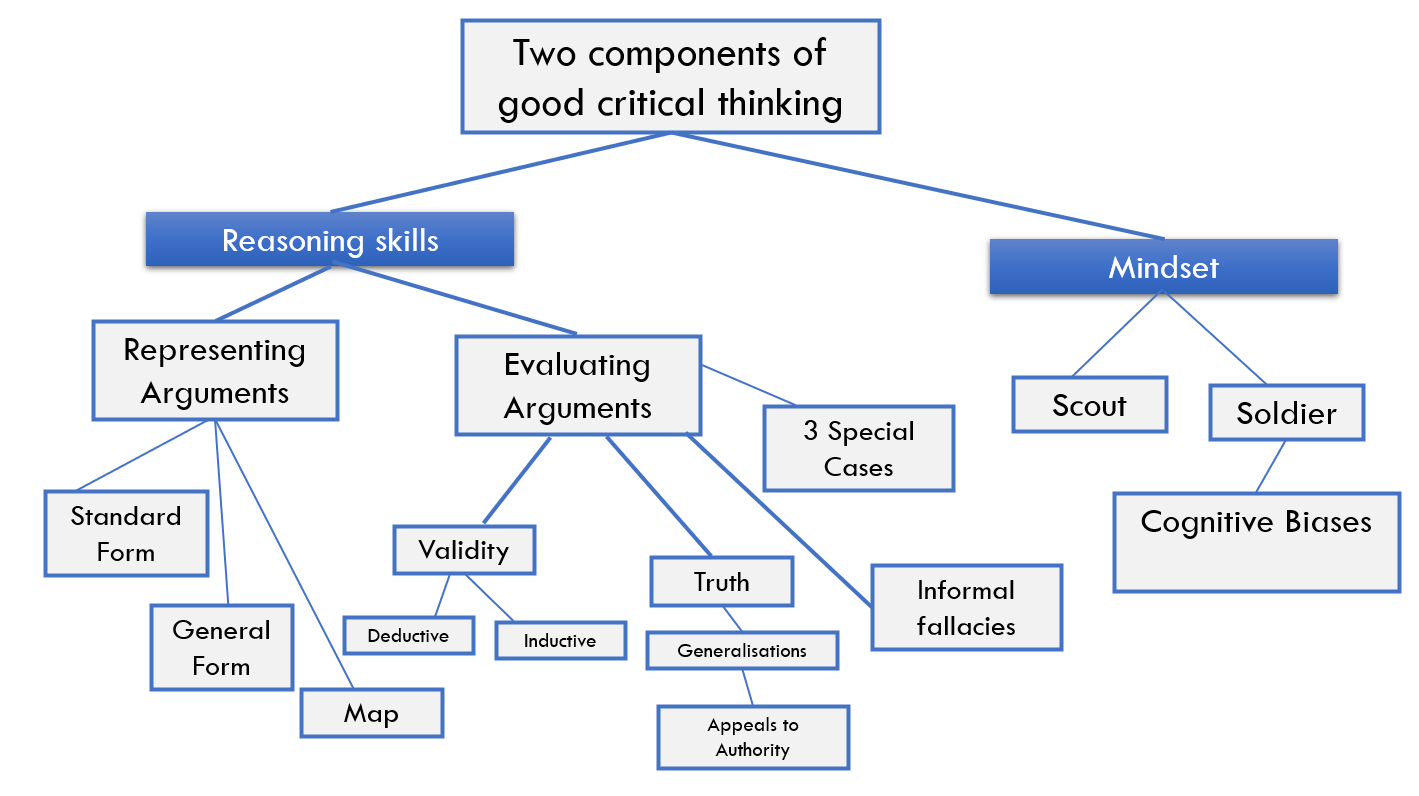 Two components of
good critical thinking
Reasoning skills
Mindset
Representing
Arguments
Evaluating
Arguments
3 Special
Cases
Scout
Soldier
Standard
Form
General
Form
Map
Validity
Deductive
Inductive
Truth
Generalisations
Appeals to
Authority
Informal
fallacies
Cognitive Biases